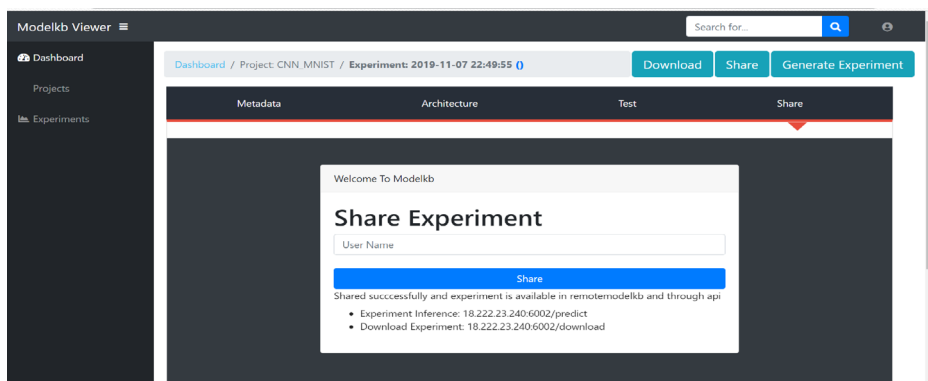 Modelkb Viewer
Search for...
Dashboard
Projects
Experiments
Dashboard / Project: CNN_MNIST / Experiment: 2019-11-07 22:49:55 ()
Download
Share
Generate Experiment
Metadata
Architecture
Test
Share
Welcome To Modelkb
Share Experiment
User Name
Share
Shared succcessfully and experiment is available in remotemodelkb and through api
• Experiment Inference: 18.222.23.240:6002/predict
• Download Experiment: 18.222.23.240:6002/download